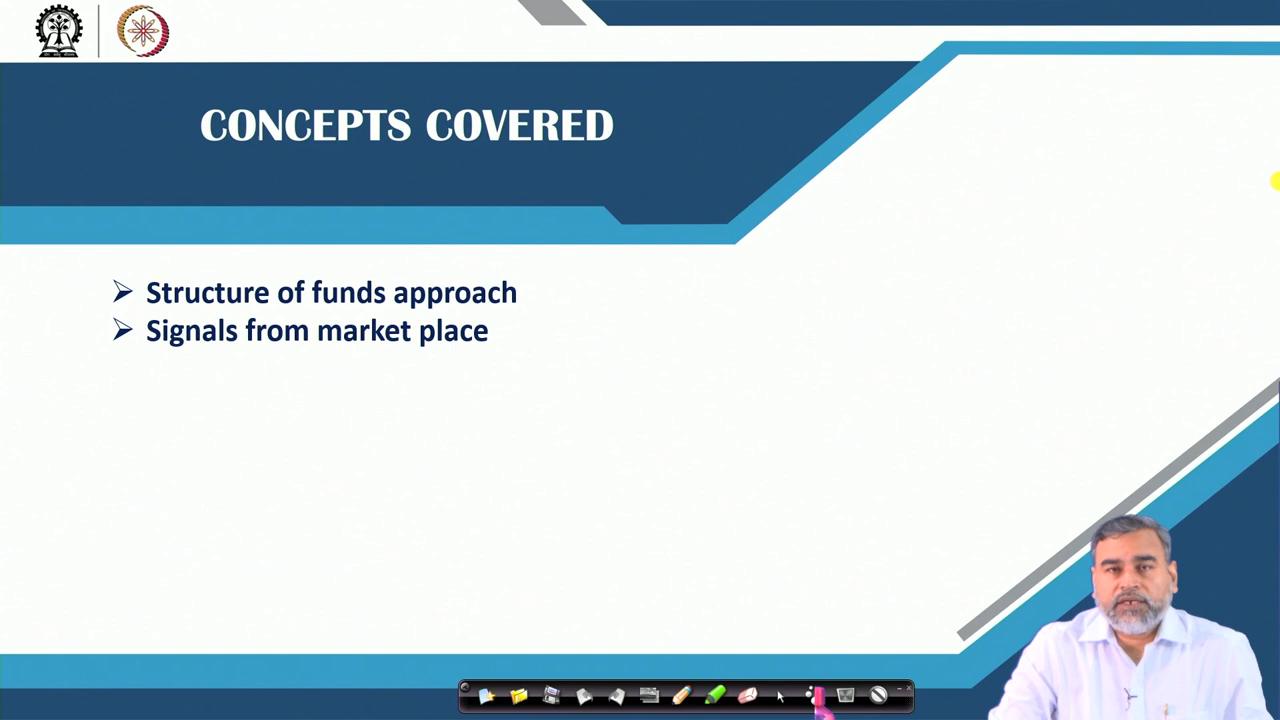 CONCEPTS COVERED
Structure of funds approach
Signals from market place